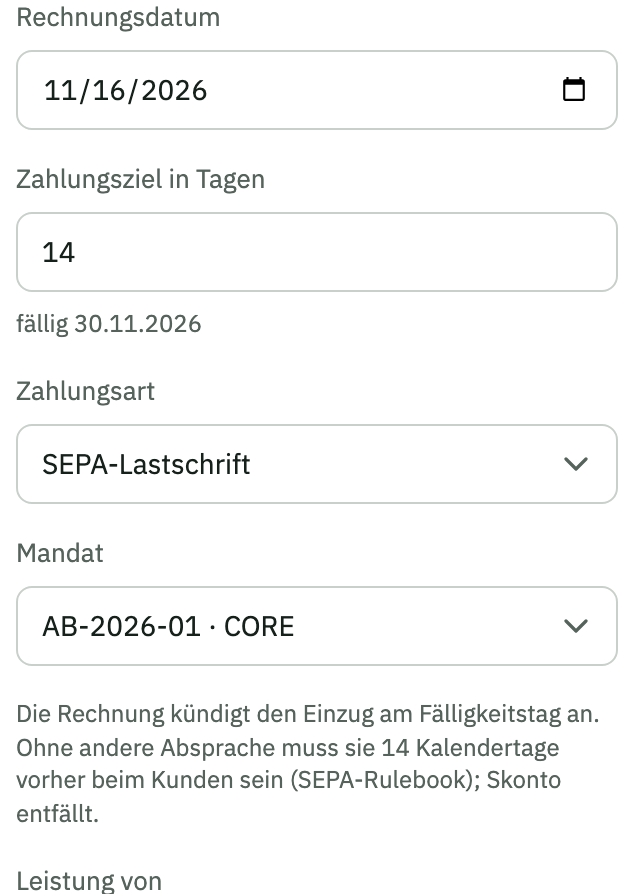 Rechnungsdatum
11/16/2026
Zahlungsziel in Tagen
14
fällig 30.11.2026
Zahlungsart
SEPA-Lastschrift
Mandat
AB-2026-01 · CORE
Die Rechnung kündigt den Einzug am Fälligkeitstag an.
Ohne andere Absprache muss sie 14 Kalendertage
vorher beim Kunden sein (SEPA-Rulebook); Skonto
entfällt.
Leistung von